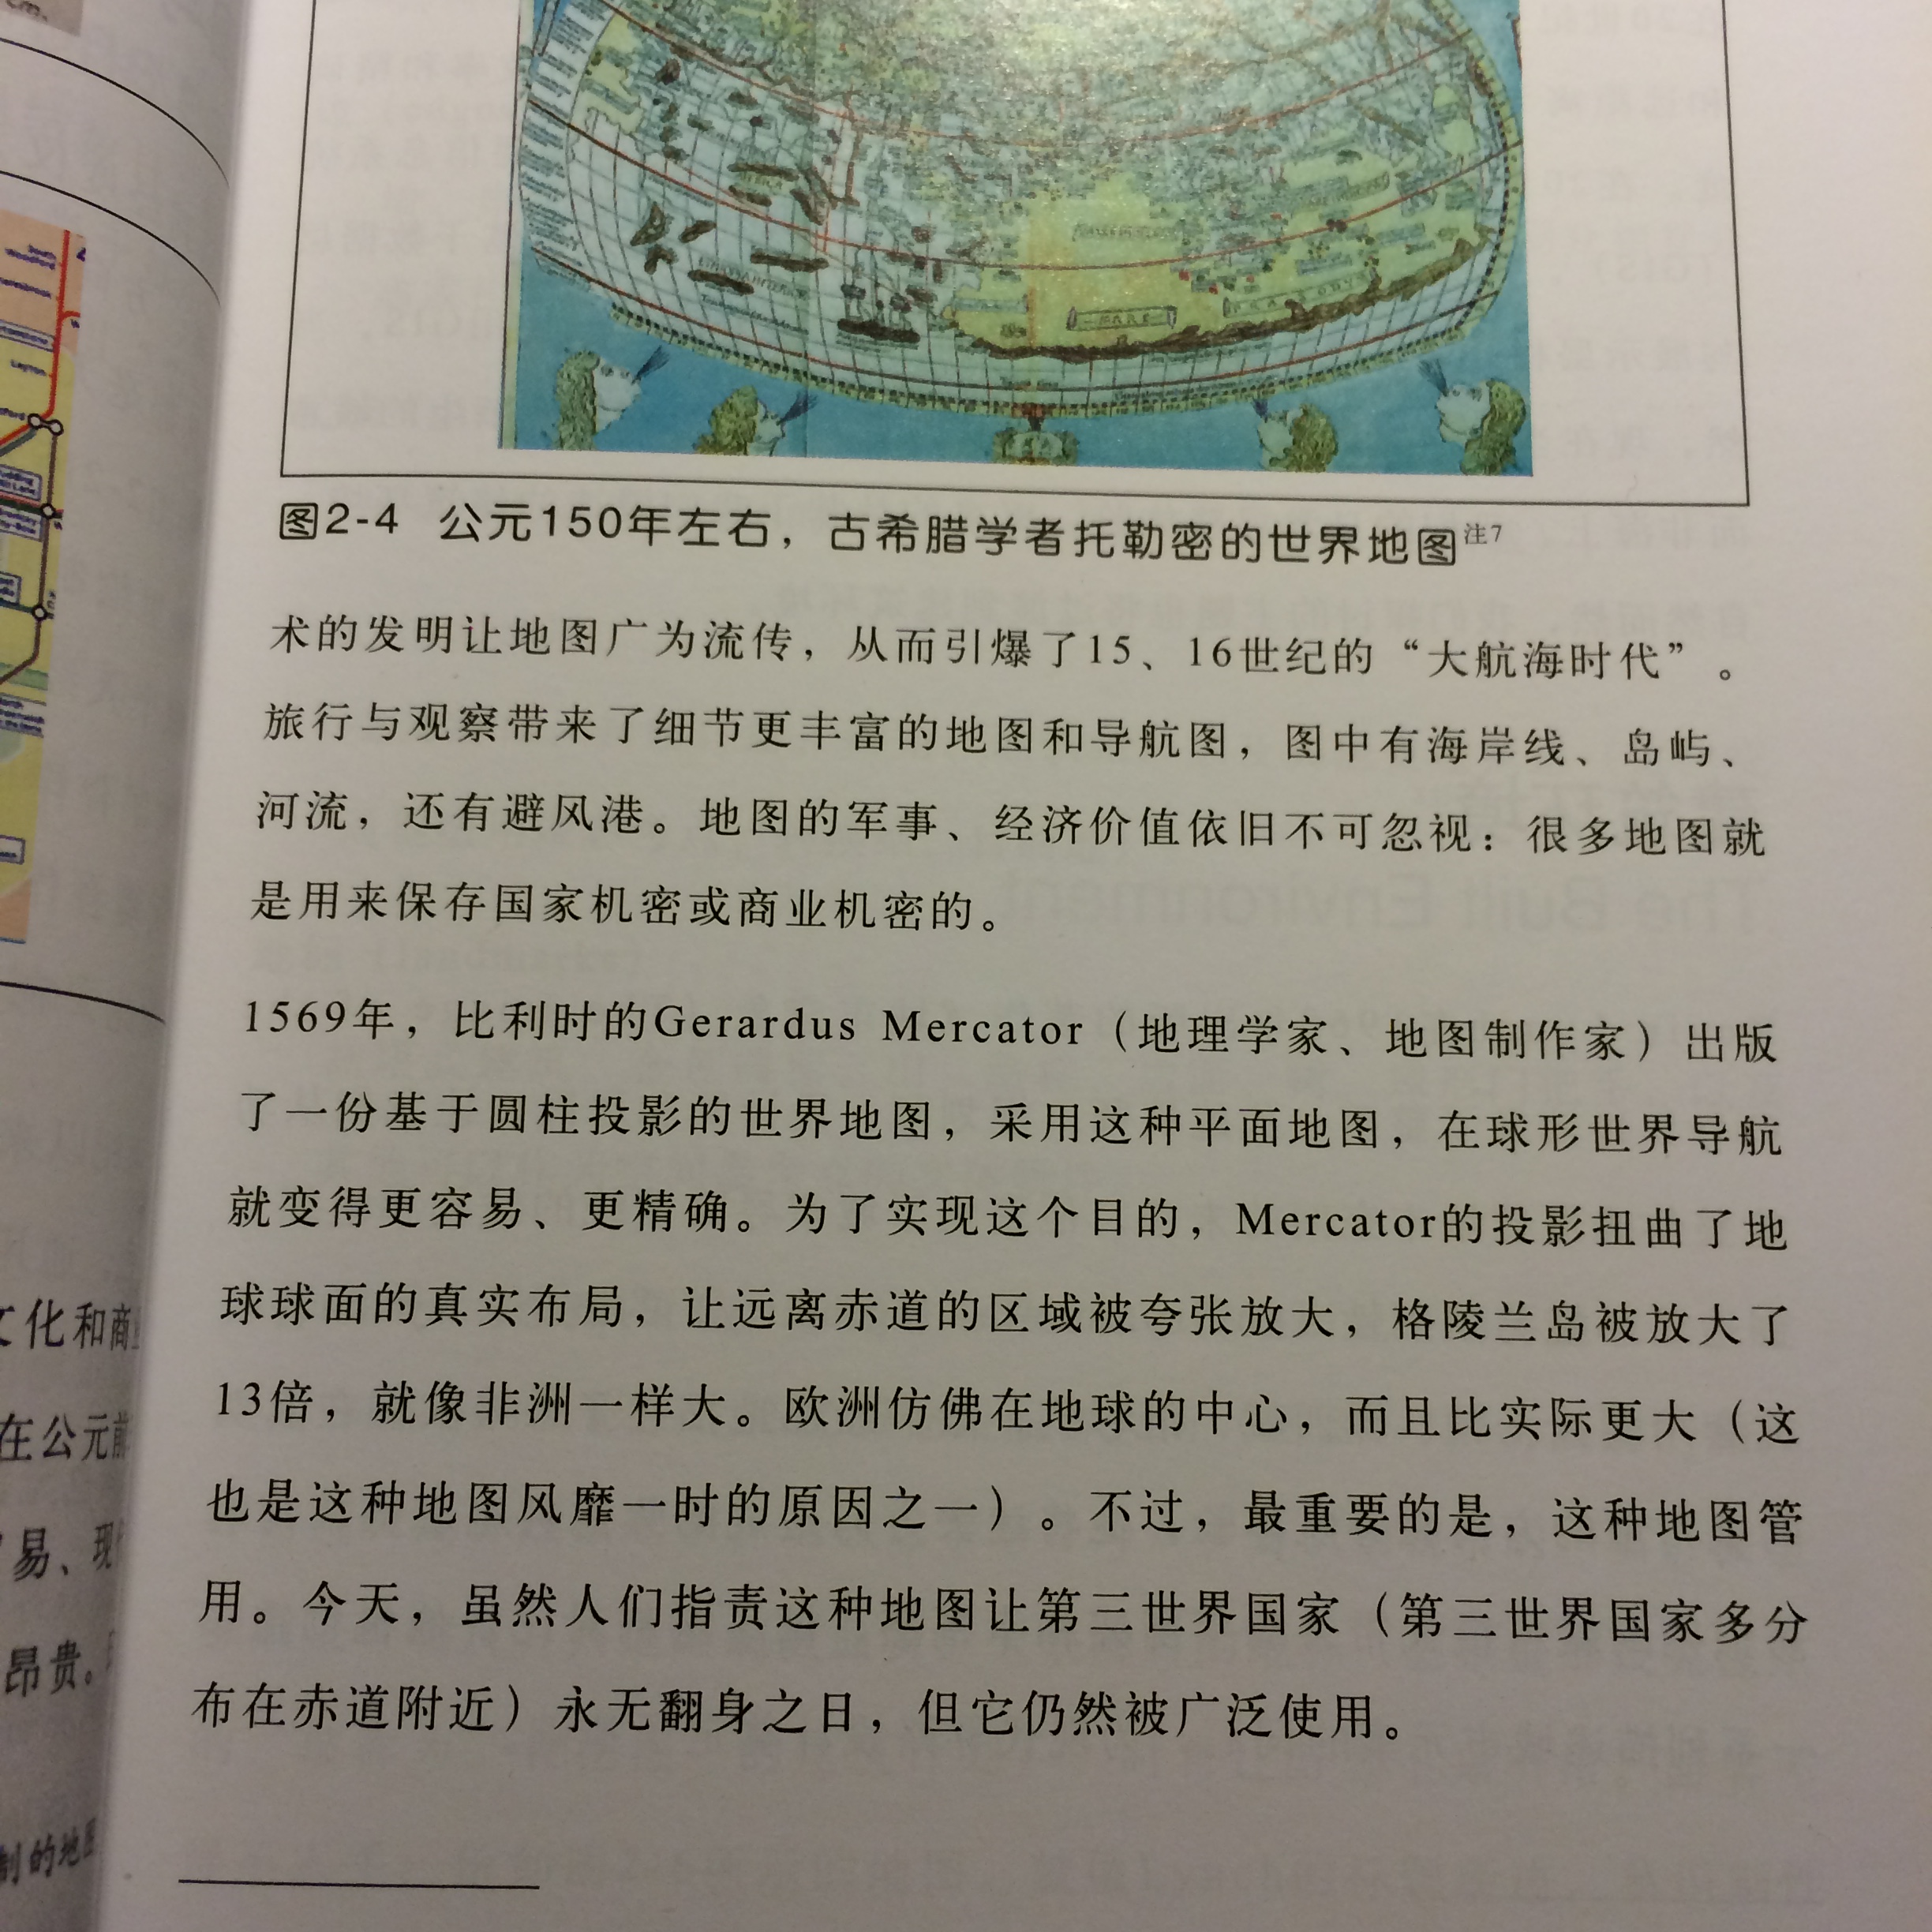 图2-4 公元150年左右，古希腊学者托勒密的世界地图注7
术的发明让地图广为流传，从而引爆了15、16世纪的“大航海时代”。
旅行与观察带来了细节更丰富的地图和导航图，图中有海岸线、岛屿、
河流，还有避风港。地图的军事、经济价值依旧不可忽视：很多地图就
是用来保存国家机密或商业机密的。
1569年，比利时的Gerardus Mercator（地理学家、地图制作家）出版
了一份基于圆柱投影的世界地图，采用这种平面地图，在球形世界导航
就变得更容易、更精确。为了实现这个目的，Mercator的投影扭曲了地
球球面的真实布局，让远离赤道的区域被夸张放大，格陵兰岛被放大了
13倍，就像非洲一样大。欧洲仿佛在地球的中心，而且比实际更大（这
也是这种地图风靡一时的原因之一）。不过，最重要的是，这种地图管
用。今天，虽然人们指责这种地图让第三世界国家（第三世界国家多分
布在赤道附近）永无翻身之日，但它仍然被广泛使用。
文化和商
在公元前
易、现
昂贵。
制的地图